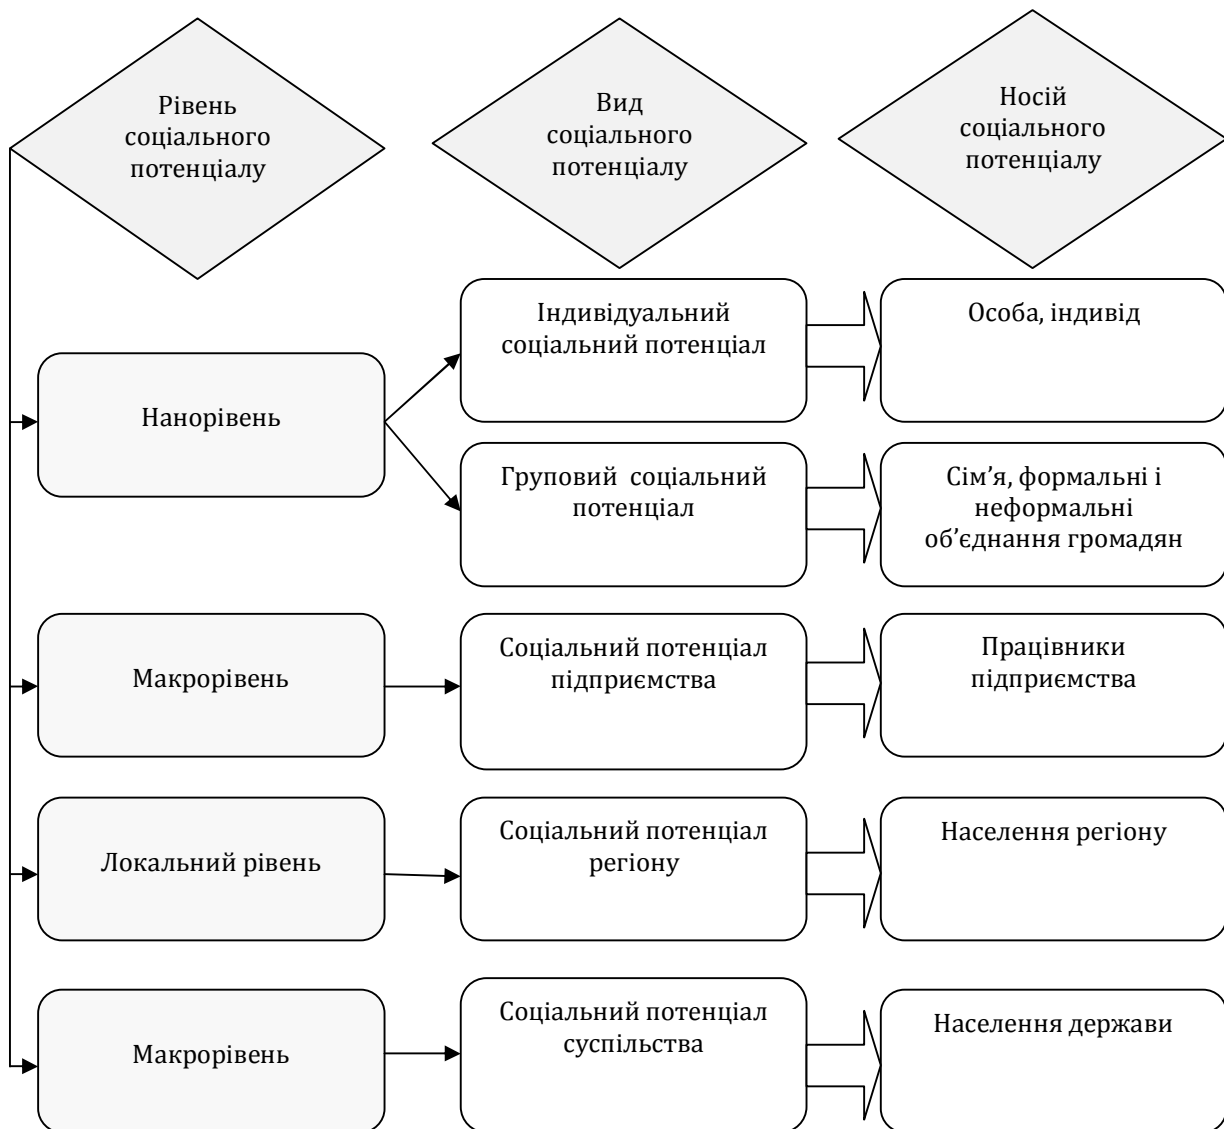 Рівень
соціального
потенціалу
Вид
соціального
потенціалу
Носій
соціального
потенціалу
Нанорівень
Індивідуальний
соціальний потенціал
Особа, індивід
Груповий соціальний
потенціал
Сім’я, формальні і
неформальні
об’єднання громадян
Макрорівень
Соціальний потенціал
підприємства
Працівники
підприємства
Локальний рівень
Соціальний потенціал
регіону
Населення регіону
Макрорівень
Соціальний потенціал
суспільства
Населення держави